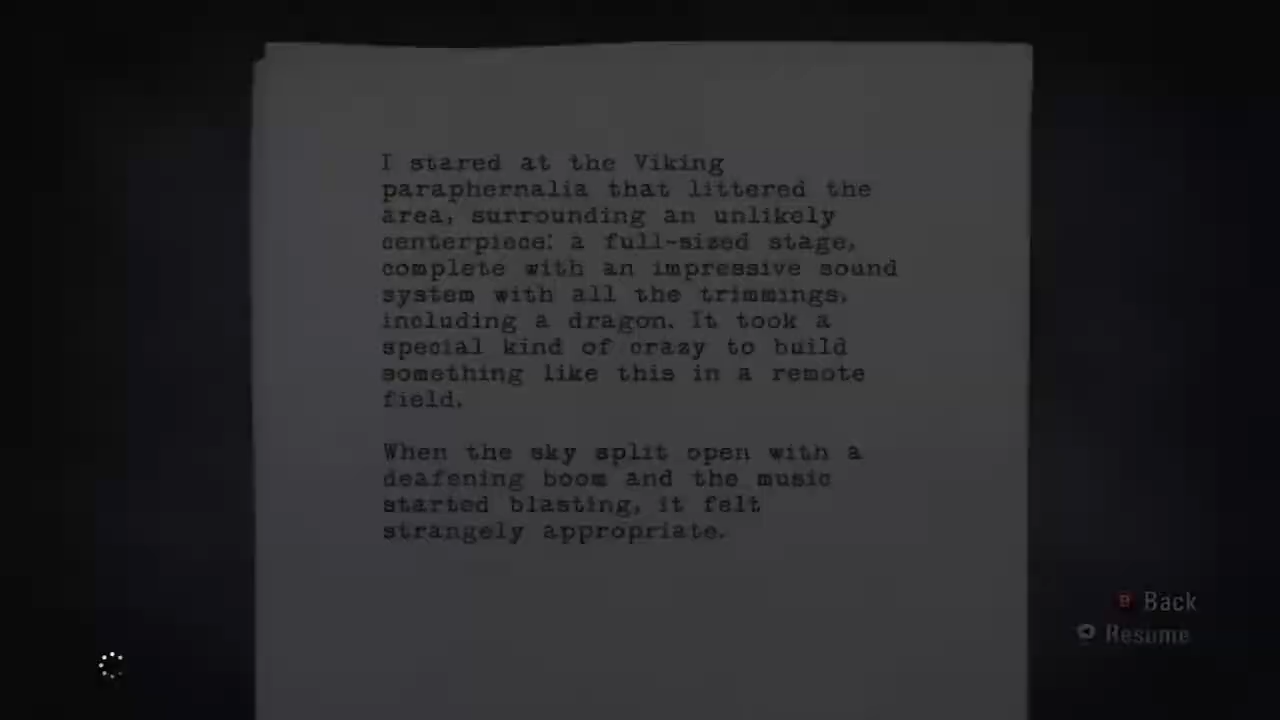 I stared at the Viking
paraphernalia that littered the
area, surrounding an unlikely
centerpiece: a full-sized stage,
complete with an impressive sound
system with all the trimmings,
including a dragon. It took a
special kind of crazy to build
something like this in a remote
field.
When the sky split open with a
deafening boom and the music
started blasting, it felt
strangely appropriate.
B Back
Resume